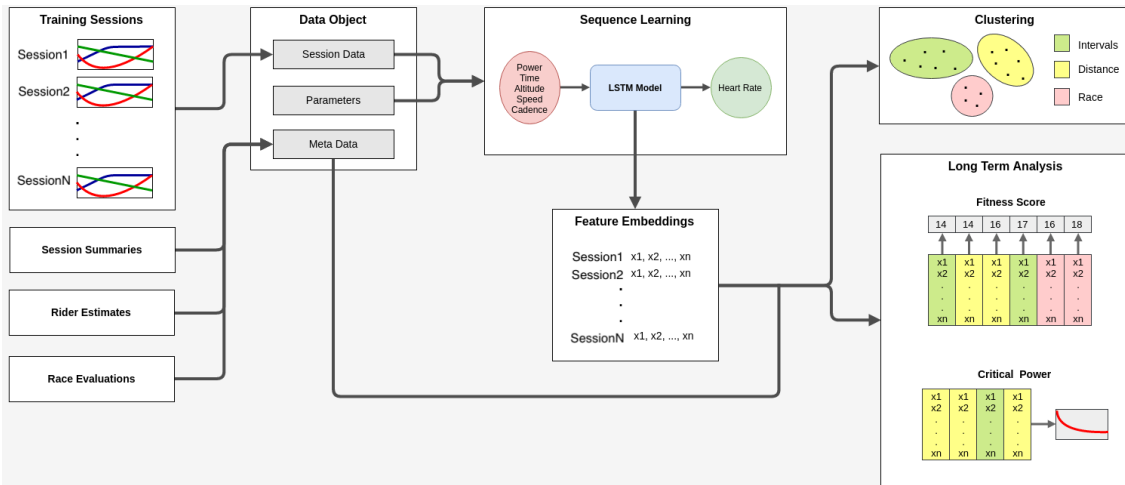 Training Sessions
Session1
Session2
.
.
.
SessionN
Session Summaries
Rider Estimates
Race Evaluations
Data Object
Session Data
Parameters
Meta Data
Sequence Learning
Power
Time
Altitude
Speed
Cadence
LSTM Model
Heart Rate
Feature Embeddings
Session1 x1, x2, ..., xn
Session2 x1, x2, ..., xn
.
.
.
SessionN x1, x2, ..., xn
Clustering
Intervals
Distance
Race
Long Term Analysis
Fitness Score
14 14 16 17 16 18
x1 x1 x1 x1 x1 x1
x2 x2 x2 x2 x2 x2
. . . . . .
. . . . . .
. . . . . .
xn xn xn xn xn xn
Critical Power
x1 x1 x1 x1
x2 x2 x2 x2
. . . .
. . . .
. . . .
xn xn xn xn